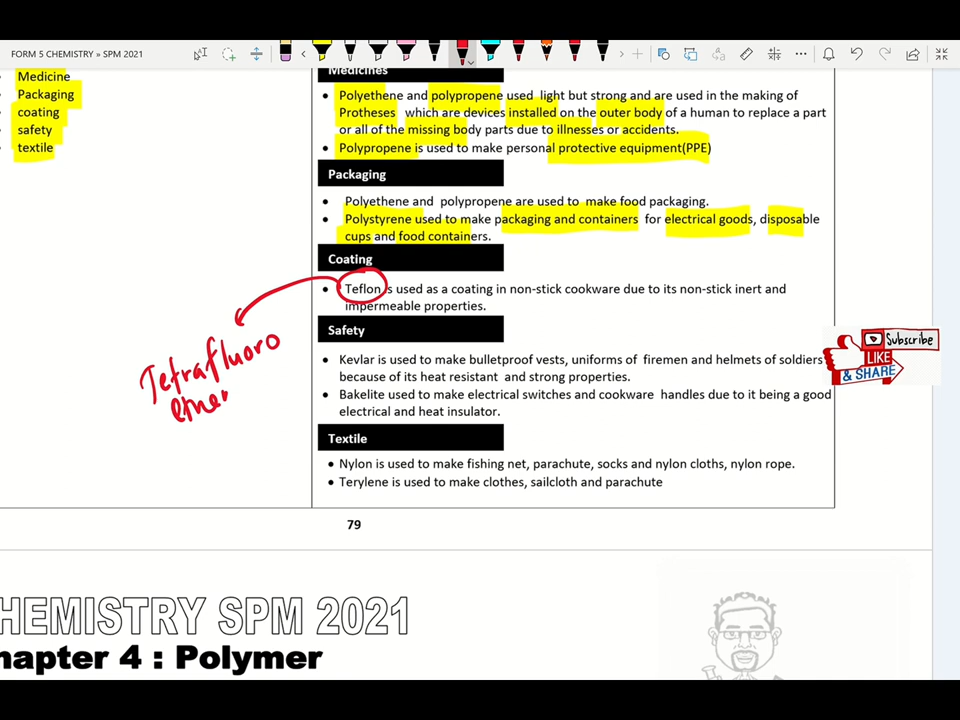 FORM 5 CHEMISTRY » SPM 2021
Medicine
Packaging
coating
safety
textile
Medicines
• Polyethene and polypropene used light but strong and are used in the making of
Protheses which are devices installed on the outer body of a human to replace a part
or all of the missing body parts due to illnesses or accidents.
• Polypropene is used to make personal protective equipment(PPE)
Packaging
• Polyethene and polypropene are used to make food packaging.
• Polystyrene used to make packaging and containers for electrical goods, disposable
cups and food containers.
Coating
• Teflon is used as a coating in non-stick cookware due to its non-stick inert and
impermeable properties.
Safety
• Kevlar is used to make bulletproof vests, uniforms of firemen and helmets of soldiers
because of its heat resistant and strong properties.
• Bakelite used to make electrical switches and cookware handles due to it being a good
electrical and heat insulator.
Textile
• Nylon is used to make fishing net, parachute, socks and nylon cloths, nylon rope.
• Terylene is used to make clothes, sailcloth and parachute
Tetrafluoro
Subscribe
LIKE
& SHARE
79
HEMISTRY SPM 2021
hapter 4 : Polymer